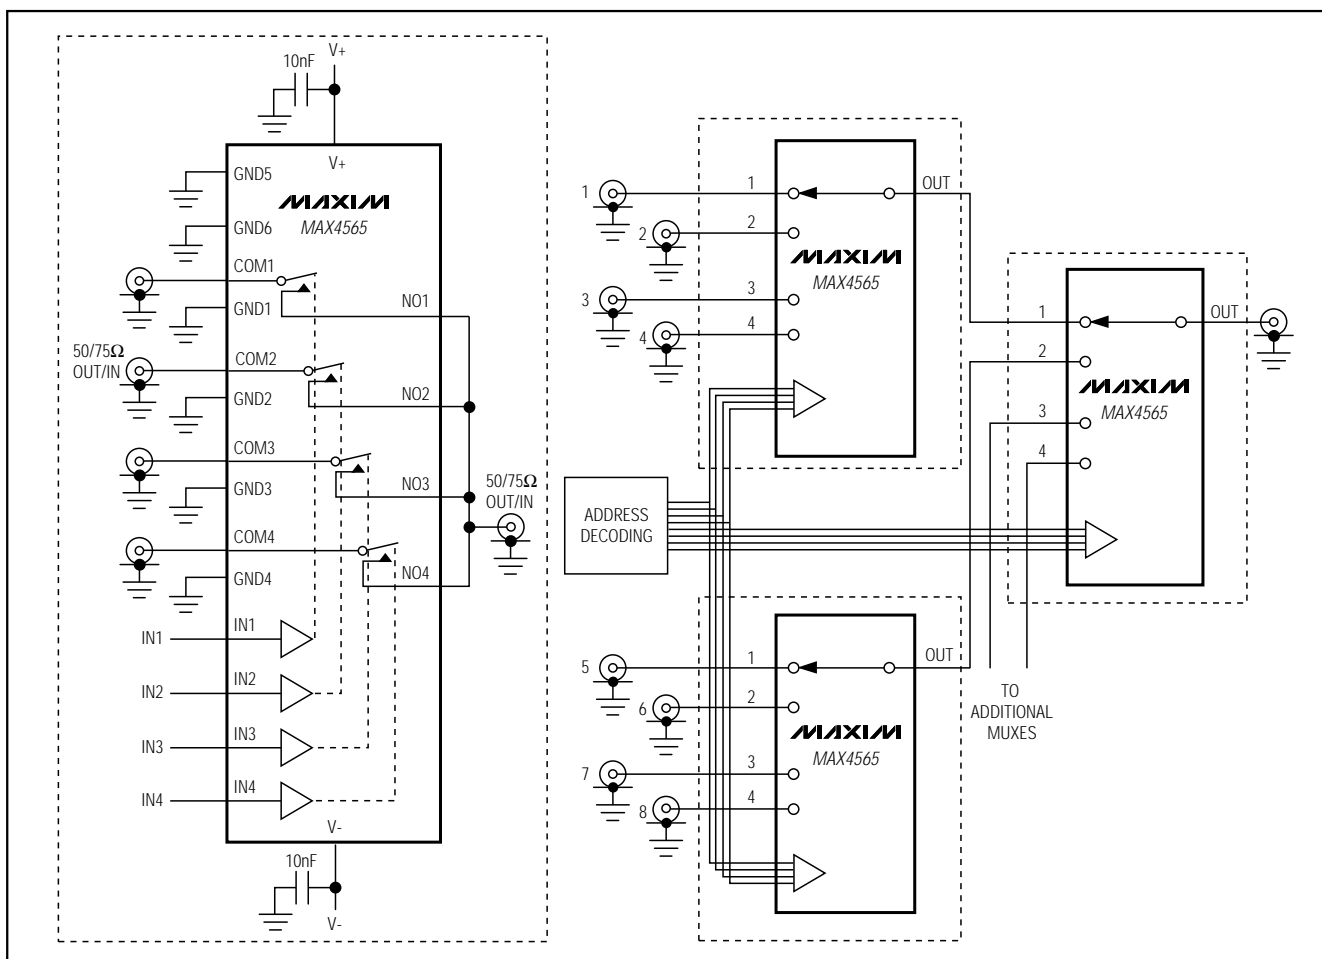 V+
10nF
V+
GND5
MAXIM
MAX4565
GND6
COM1
NO1
GND1
50/75Ω
OUT/IN
COM2
NO2
GND2
COM3
NO3
GND3
50/75Ω
OUT/IN
COM4
NO4
GND4
IN1
IN1
IN2
IN2
IN3
IN3
IN4
IN4
V-
10nF
V-
1
1
OUT
2
2
MAXIM
MAX4565
3
3
4
4
ADDRESS
DECODING
5
1
OUT
6
2
MAXIM
MAX4565
7
3
8
4
1
OUT
2
MAXIM
MAX4565
3
4
TO
ADDITIONAL
MUXES